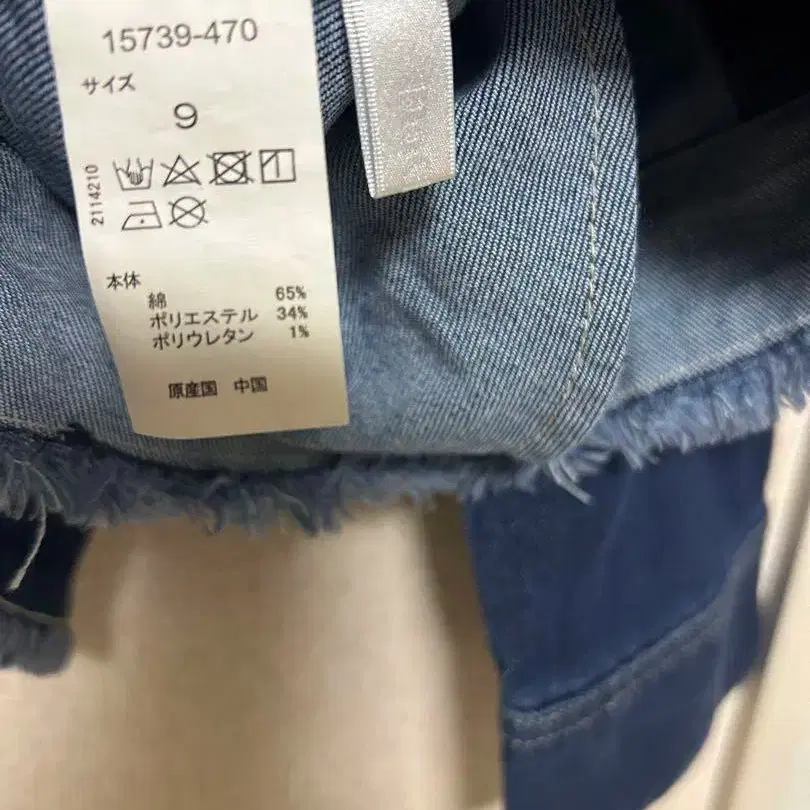 15739-470
サイズ
9
2114210
本体
綿 65%
ポリエステル 34%
ポリウレタン 1%
原産国 中国